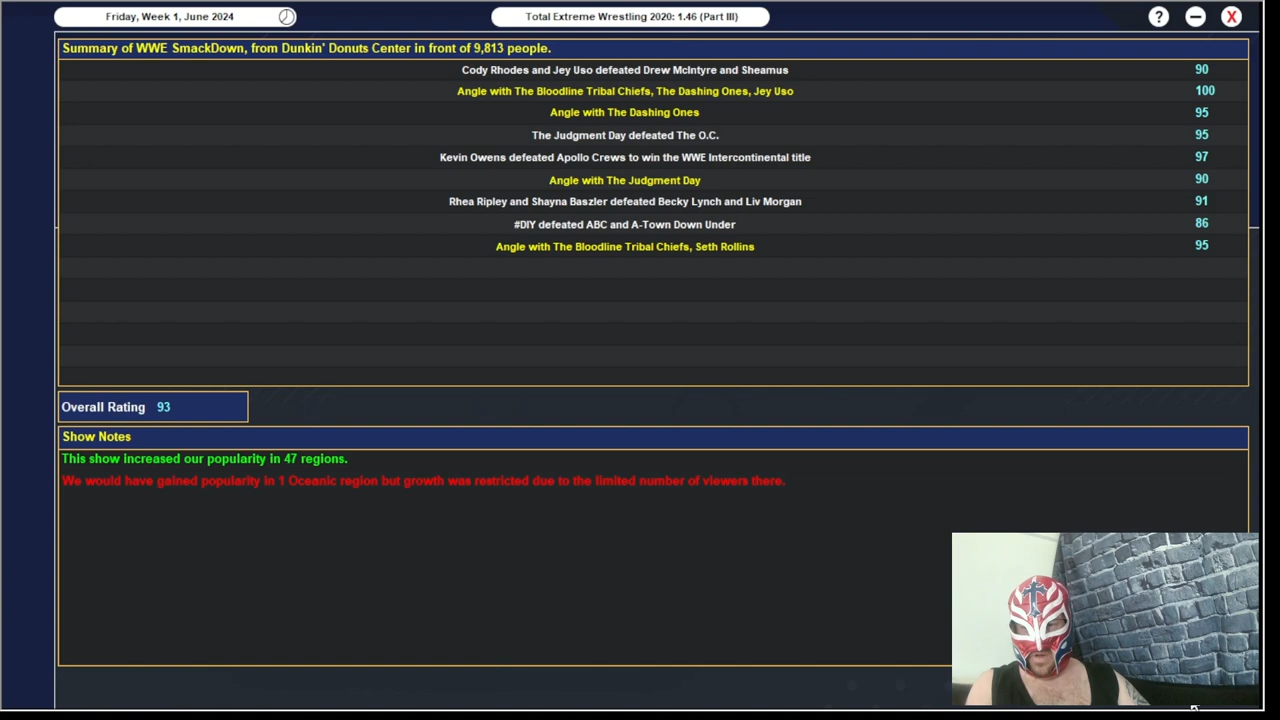 Friday, Week 1, June 2024
Total Extreme Wrestling 2020: 1.46 (Part III)
?
X
Summary of WWE SmackDown, from Dunkin' Donuts Center in front of 9,813 people.
Cody Rhodes and Jey Uso defeated Drew McIntyre and Sheamus 90
Angle with The Bloodline Tribal Chiefs, The Dashing Ones, Jey Uso 100
Angle with The Dashing Ones 95
The Judgment Day defeated The O.C. 95
Kevin Owens defeated Apollo Crews to win the WWE Intercontinental title 97
Angle with The Judgment Day 90
Rhea Ripley and Shayna Baszler defeated Becky Lynch and Liv Morgan 91
#DIY defeated ABC and A-Town Down Under 86
Angle with The Bloodline Tribal Chiefs, Seth Rollins 95
Overall Rating 93
Show Notes
This show increased our popularity in 47 regions.
We would have gained popularity in 1 Oceanic region but growth was restricted due to the limited number of viewers there.